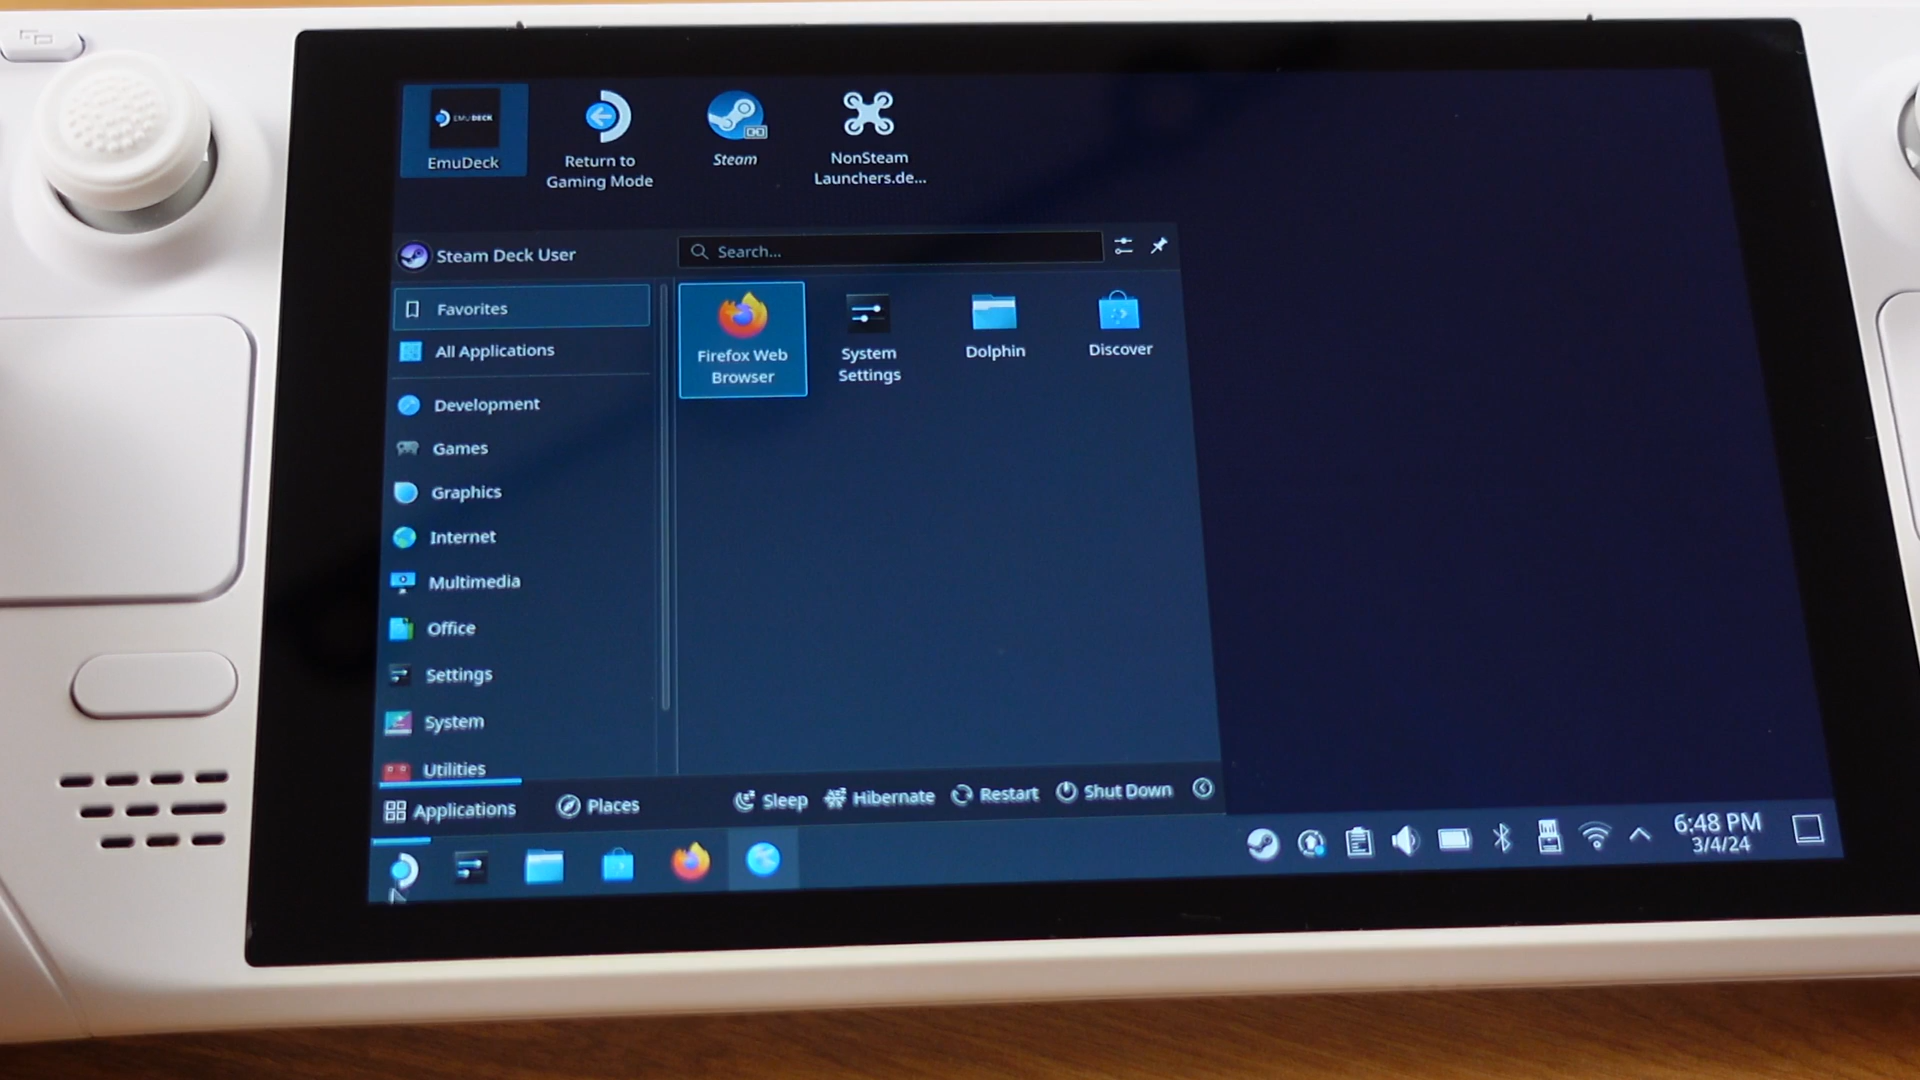 EMUDECK
EmuDeck
Return to
Gaming Mode
Steam
NonSteam
Launchers.de...
Steam Deck User
Search...
Favorites
All Applications
Development
Games
Graphics
Internet
Multimedia
Office
Settings
System
Utilities
Firefox Web
Browser
System
Settings
Dolphin
Discover
Applications
Places
Sleep
Hibernate
Restart
Shut Down
6:48 PM
3/4/24